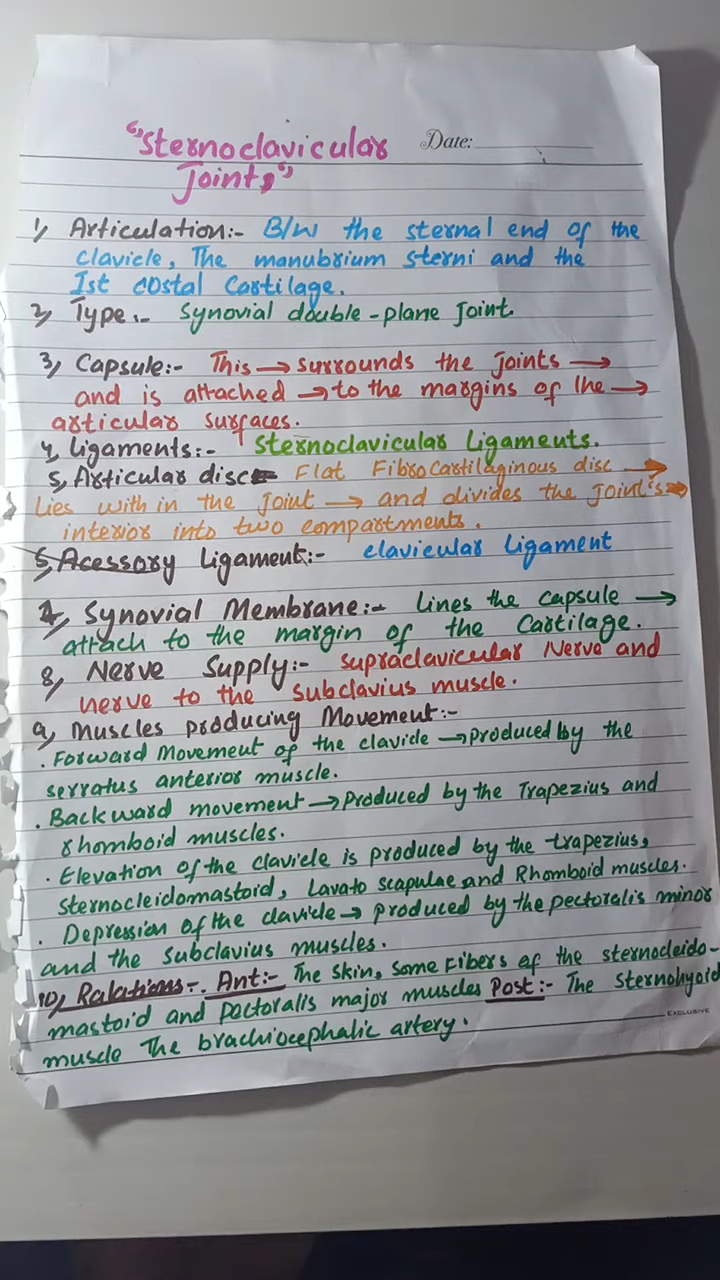 "Sternoclavicular Date:
Joint,"
1, Articulation:- B/W the sternal end of the
clavicle, The manubrium sterni and the
Ist costal Cartilage.
2, Type:- Synovial double-plane Joint.
3, Capsule:- This → surrounds the joints →
and is attached → to the margins of the →
articular surfaces.
4, Ligaments:- Sternoclavicular Ligaments.
5, Articular disc Flat Fibrocartilaginous disc →
Lies with in the joint → and divides the joint's →
interior into two compartments.
5, Acessory Ligament:- clavicular Ligament
7, Synovial Membrane:- Lines the capsule →
attach to the margin of the Cartilage.
8, Nerve Supply:- supraclavicular Nerve and
nerve to the subclavius muscle.
9, Muscles producing Movement:-
. Forward Movement of the clavicle → produced by the
serratus anterior muscle.
. Backward movement → Produced by the Trapezius and
rhomboid muscles.
. Elevation of the clavicle is produced by the trapezius,
Sternocleidomastoid, Lavato scapulae, and Rhomboid muscles.
. Depression of the clavicle → produced by the pectoralis minor
and the subclavius muscles.
10, Ralations-. Ant:- The skin, some Fibers of the sternocleido-
mastoid and pectoralis major muscles Post:- The Sternohyoid
EXCLUSIVE
muscle The brachiocephalic artery.